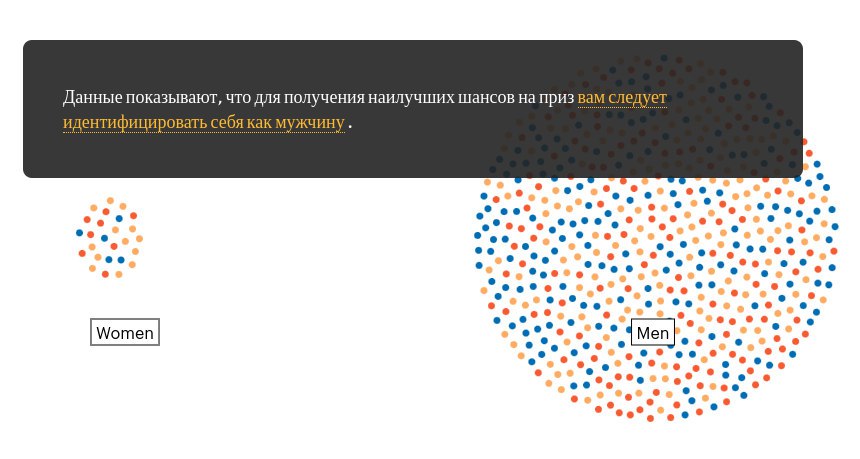 Данные показывают, что для получения наилучших шансов на приз вам следует
идентифицировать себя как мужчину .
Women
Men